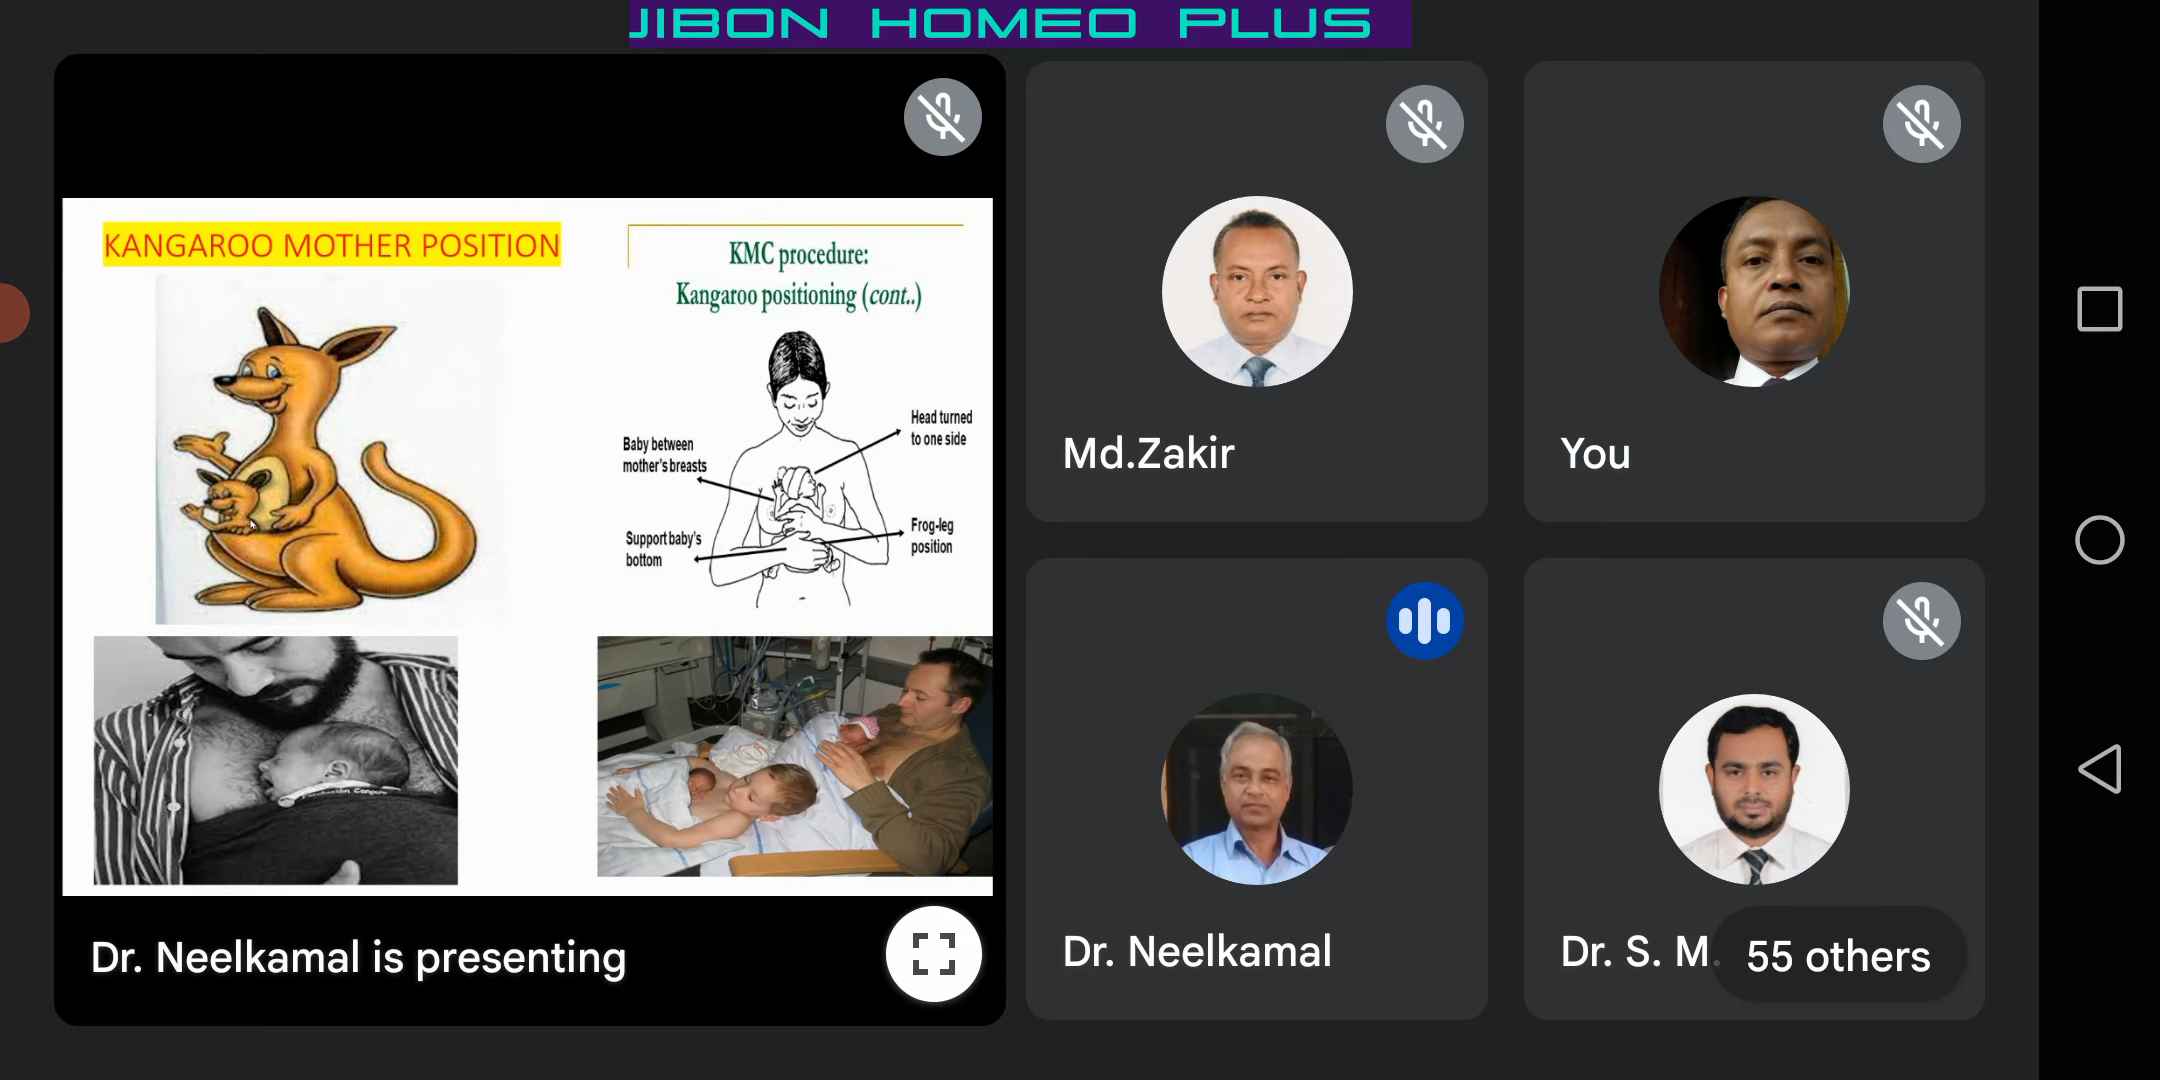 JIBON HOMEO PLUS
KANGAROO MOTHER POSITION
KMC procedure:
Kangaroo positioning (cont..)
Head turned
to one side
Baby between
mother's breasts
Frog-leg
position
Support baby's
bottom
Dr. Neelkamal is presenting
Md.Zakir
You
Dr. Neelkamal
Dr. S. M.
55 others